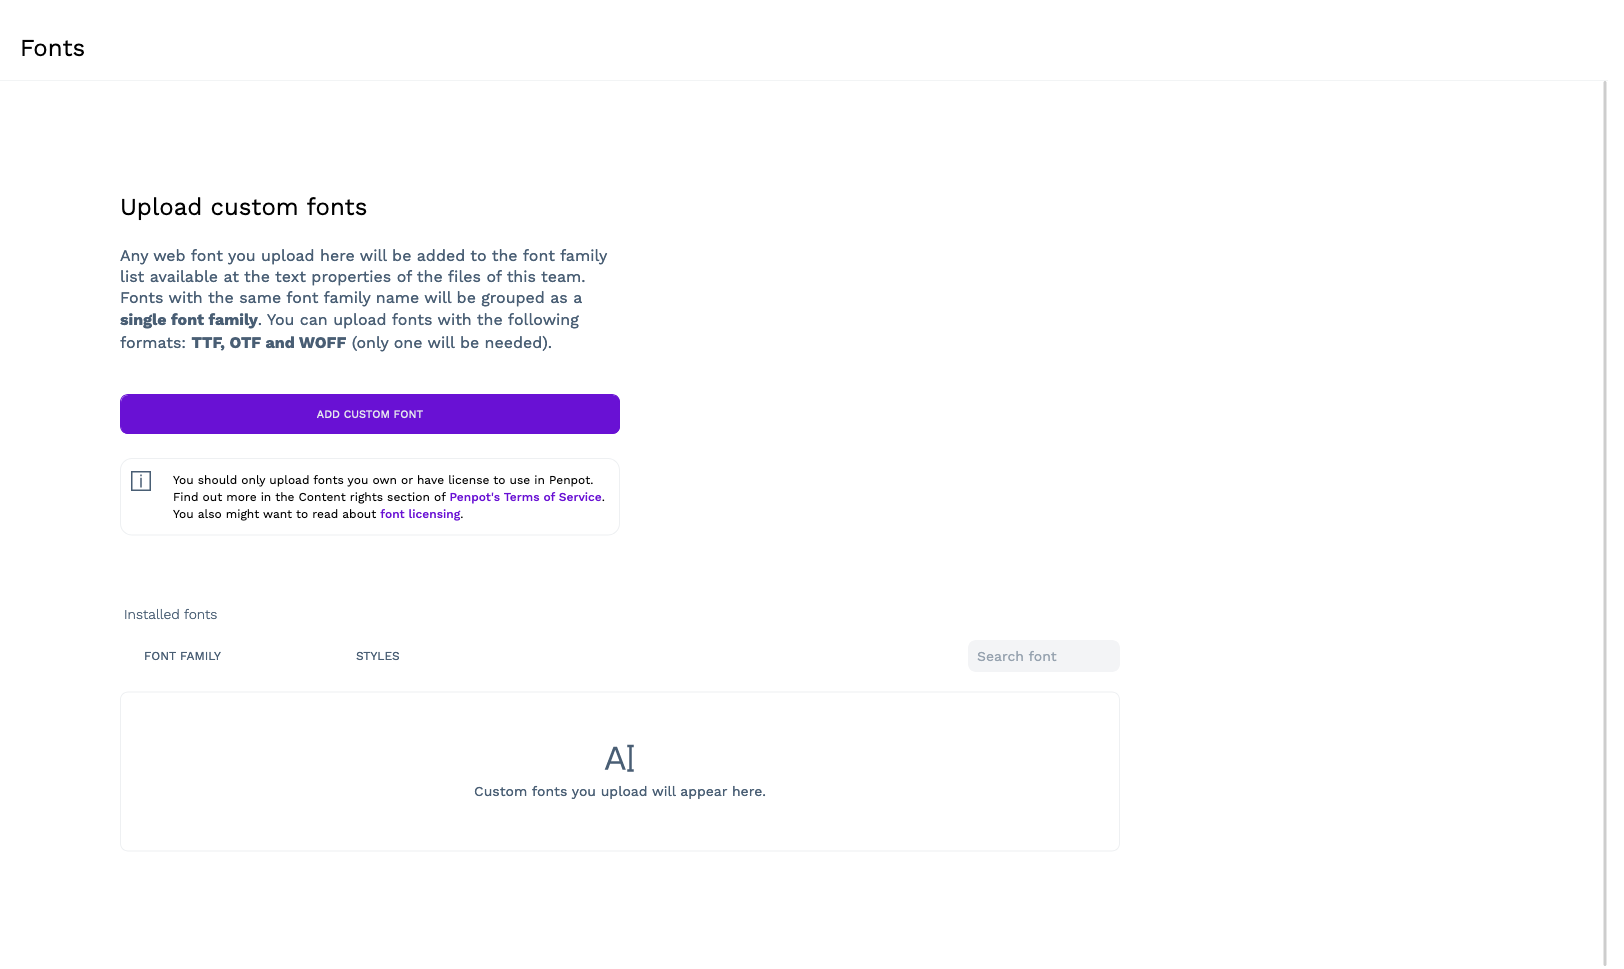 Fonts
Upload custom fonts
Any web font you upload here will be added to the font family
list available at the text properties of the files of this team.
Fonts with the same font family name will be grouped as a
single font family. You can upload fonts with the following
formats: TTF, OTF and WOFF (only one will be needed).
ADD CUSTOM FONT
You should only upload fonts you own or have license to use in Penpot.
Find out more in the Content rights section of Penpot's Terms of Service.
You also might want to read about font licensing.
Installed fonts
FONT FAMILY STYLES Search font
Custom fonts you upload will appear here.